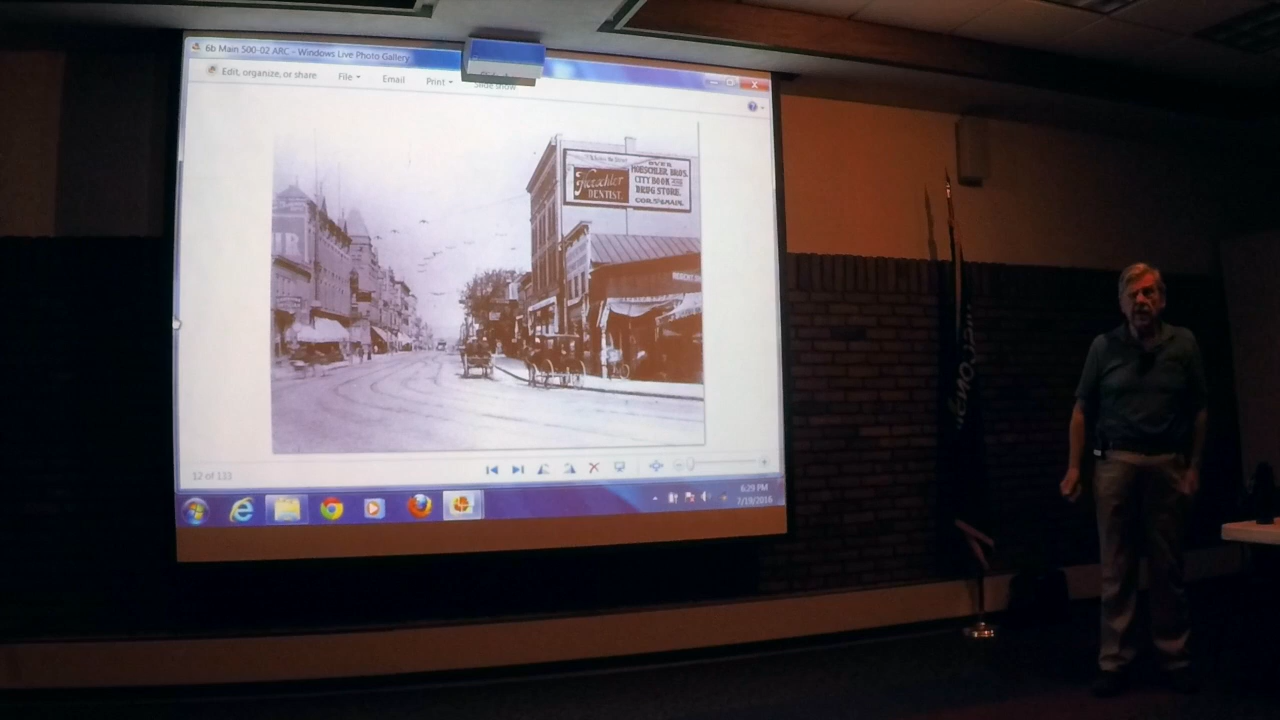 6b Main 500-02 ARC - Windows Live Photo Gallery
Edit, organize, or share File Email Print Slide show
OVER
HOESCHLER BROS.
CITY BOOK AND
DRUG STORE.
COR. 5th & MAIN.
Hoeschler
DENTIST.
12 of 133
6:29 PM
7/19/2016